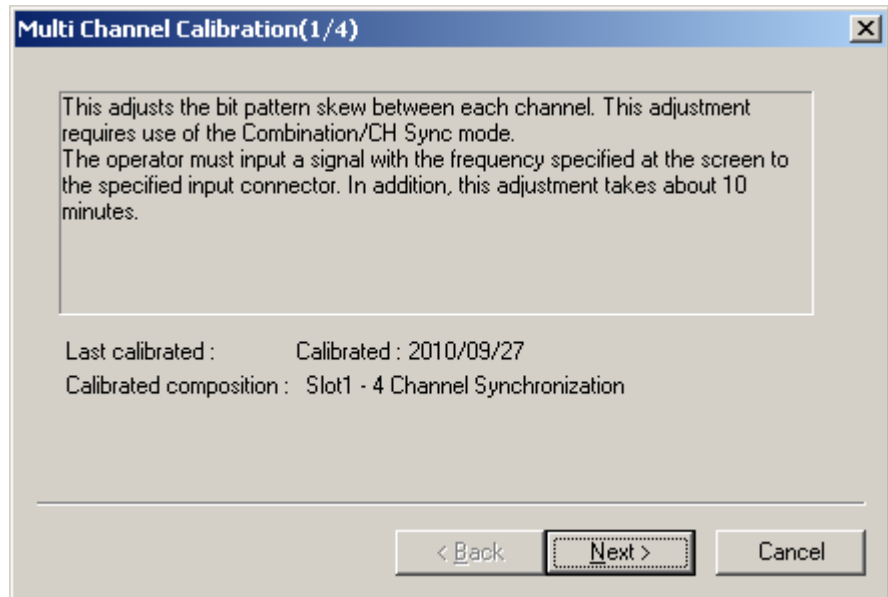 Multi Channel Calibration(1/4)
This adjusts the bit pattern skew between each channel. This adjustment
requires use of the Combination/CH Sync mode.
The operator must input a signal with the frequency specified at the screen to
the specified input connector. In addition, this adjustment takes about 10
minutes.
Last calibrated : Calibrated : 2010/09/27
Calibrated composition : Slot1 - 4 Channel Synchronization
< Back Next > Cancel